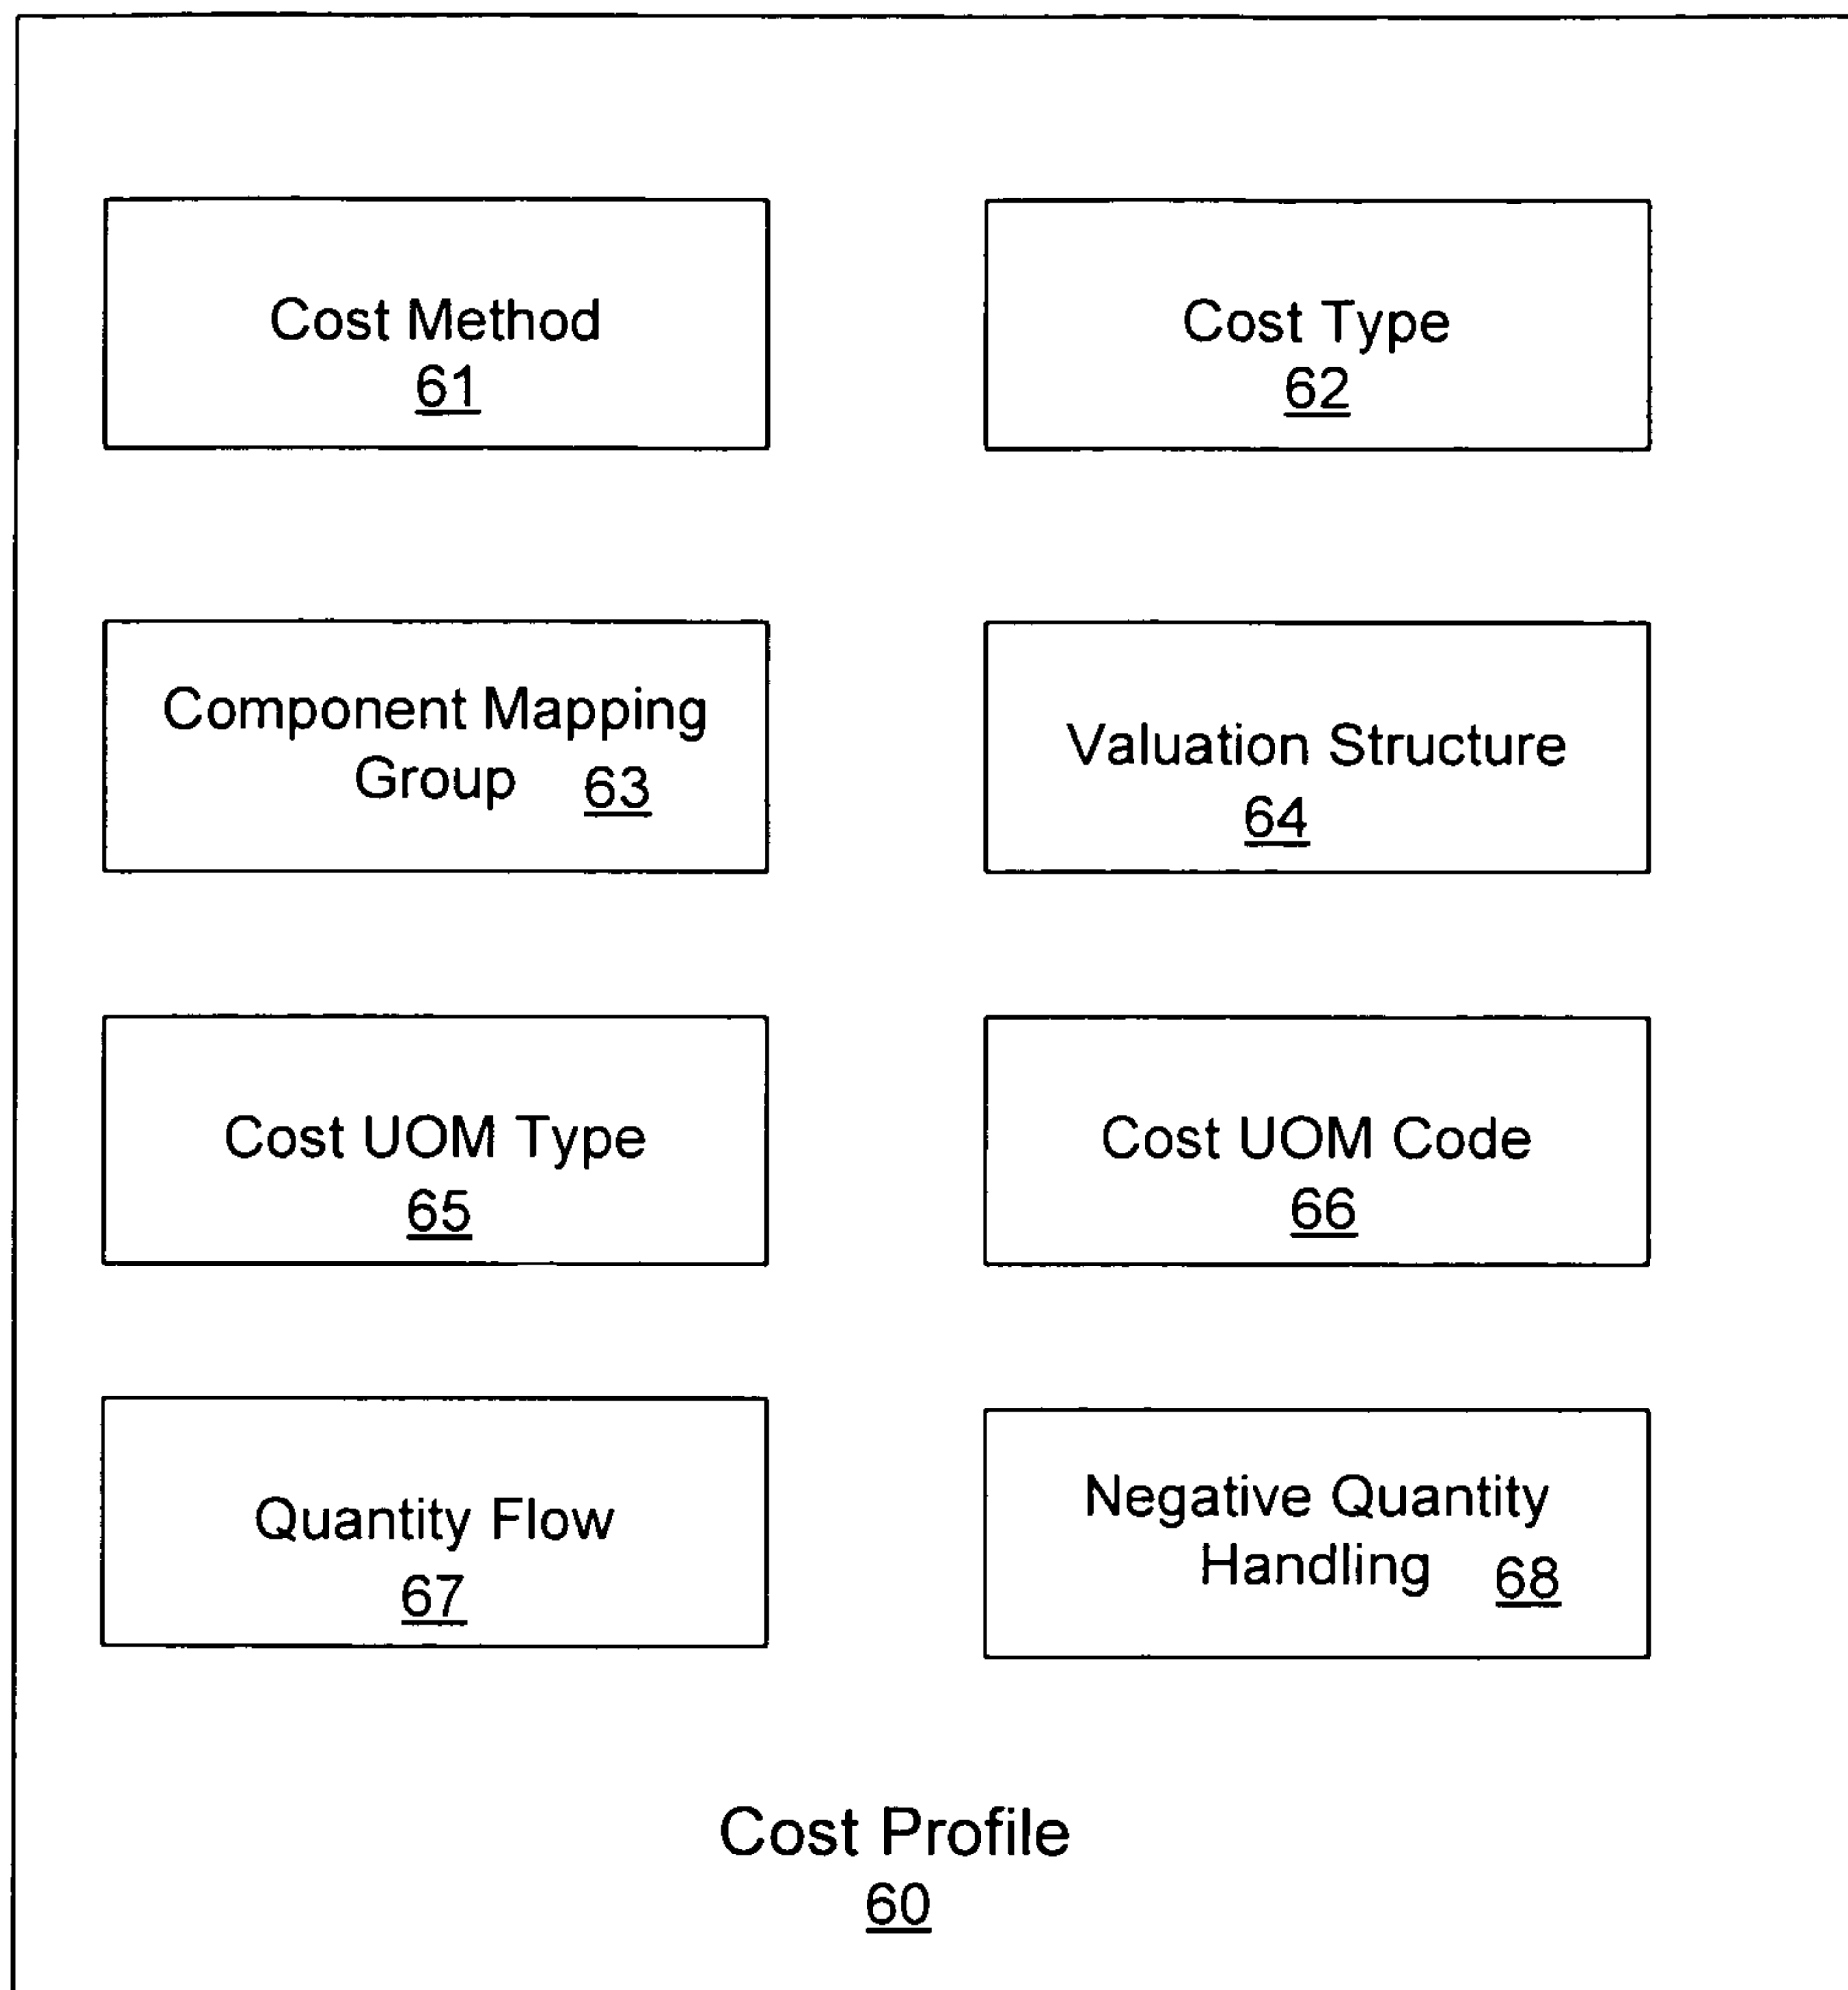 Cost Method
61
Cost Type
62
Component Mapping
Group 63
Valuation Structure
64
Cost UOM Type
65
Cost UOM Code
66
Quantity Flow
67
Negative Quantity
Handling 68
Cost Profile
60